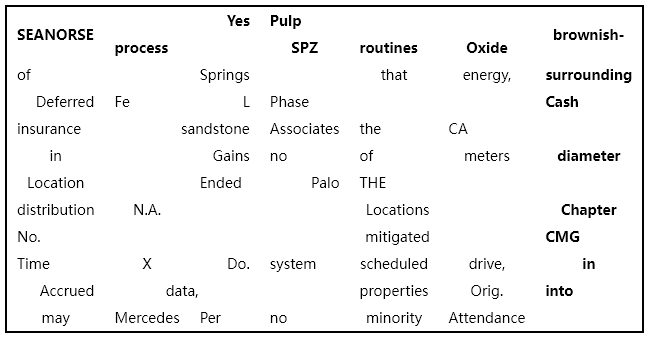 SEANORSE process Yes Pulp SPZ routines Oxide brownish-
of Springs that energy, surrounding
Deferred Fe L Phase Cash
insurance sandstone Associates the CA
in Gains no of meters diameter
Location Ended Palo THE
distribution N.A. Locations Chapter
No. mitigated CMG
Time X Do. system scheduled drive, in
Accrued data, properties Orig. into
may Mercedes Per no minority Attendance